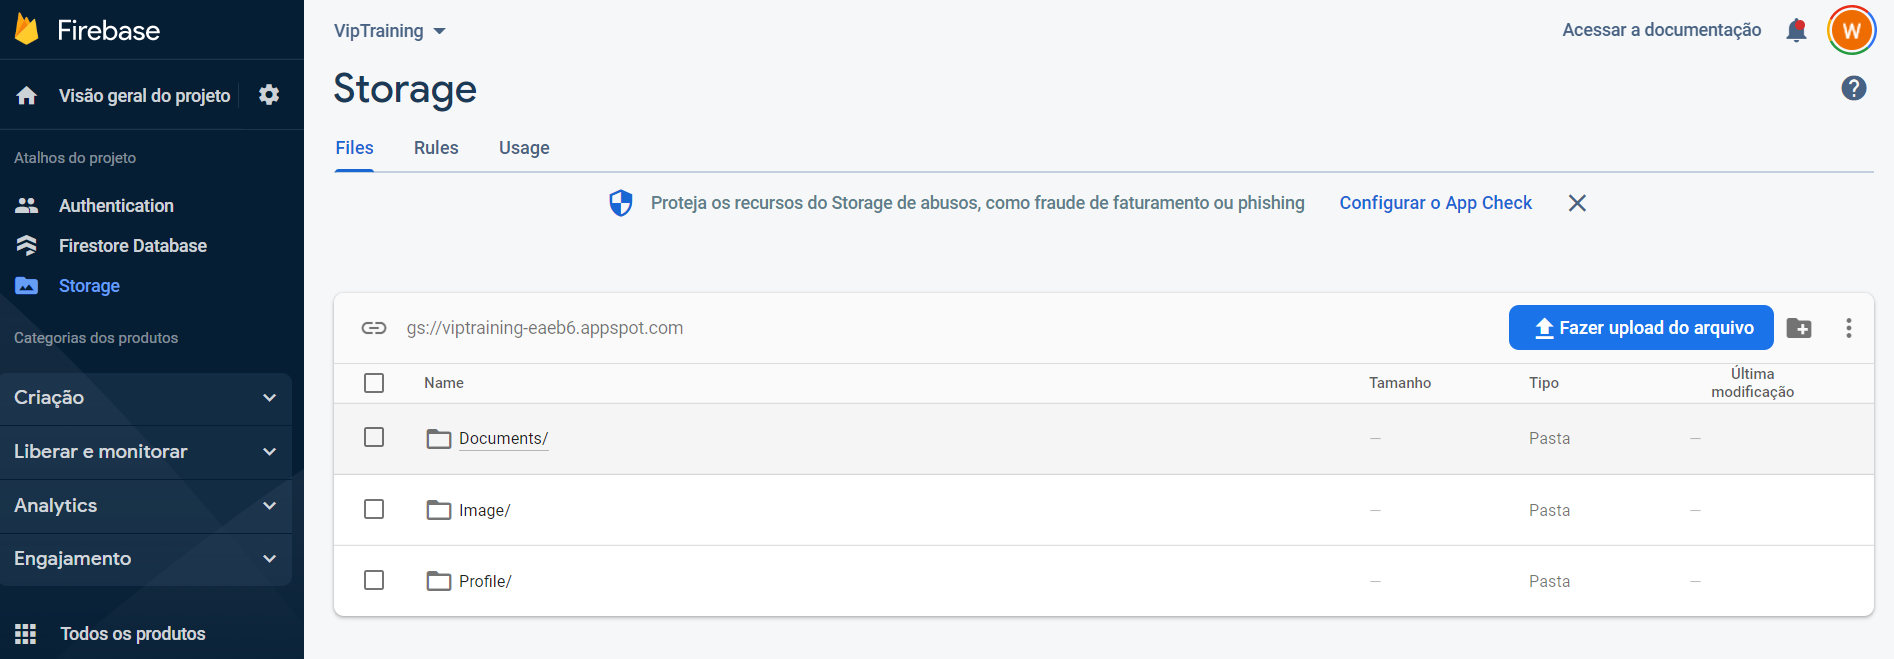 Firebase
Visão geral do projeto
Atalhos do projeto
Authentication
Firestore Database
Storage
Categorias dos produtos
Criação
Liberar e monitorar
Analytics
Engajamento
Todos os produtos
VipTraining
Acessar a documentação
W
Storage
?
Files Rules Usage
Proteja os recursos do Storage de abusos, como fraude de faturamento ou phishing Configurar o App Check
gs://viptraining-eaeb6.appspot.com
Fazer upload do arquivo
Name Tamanho Tipo Última
modificação
Documents/ — Pasta —
Image/ — Pasta —
Profile/ — Pasta —